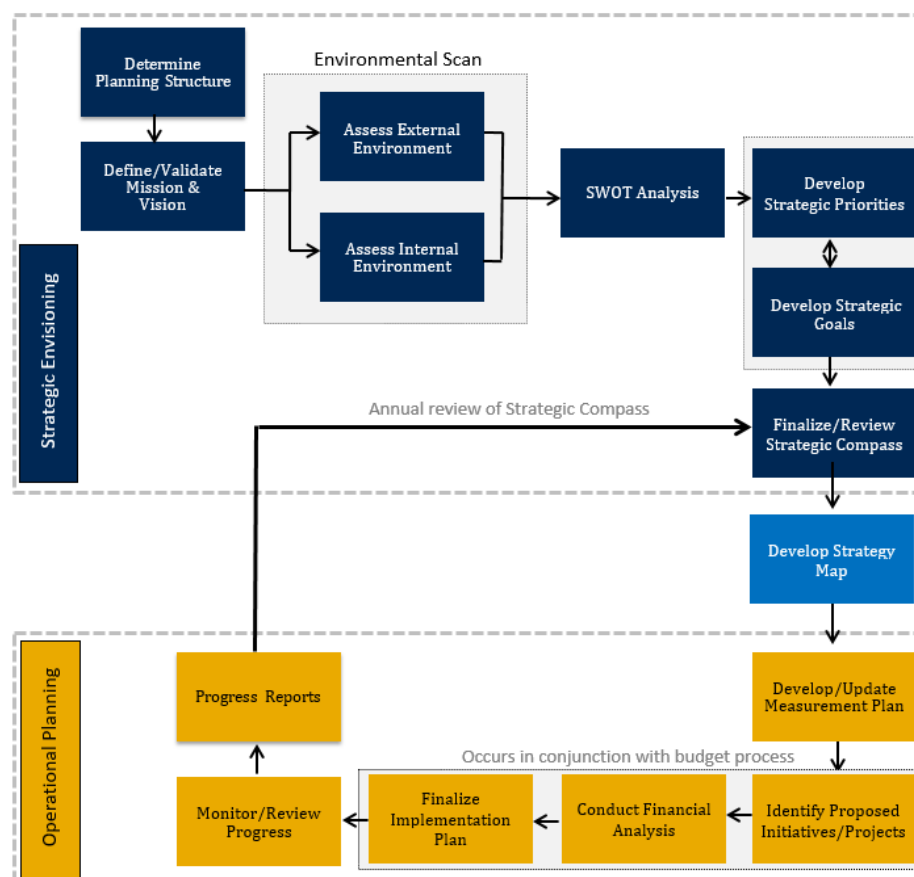 Determine
Planning Structure
Environmental Scan
Assess External
Environment
Define/Validate
Mission &
Vision
SWOT Analysis
Develop
Strategic Priorities
Assess Internal
Environment
Develop Strategic
Goals
Strategic Envisioning
Annual review of Strategic Compass
Finalize/Review
Strategic Compass
Develop Strategy
Map
Operational Planning
Progress Reports
Develop/Update
Measurement Plan
Occurs in conjunction with budget process
Monitor/Review
Progress
Finalize
Implementation
Plan
Conduct Financial
Analysis
Identify Proposed
Initiatives/Projects